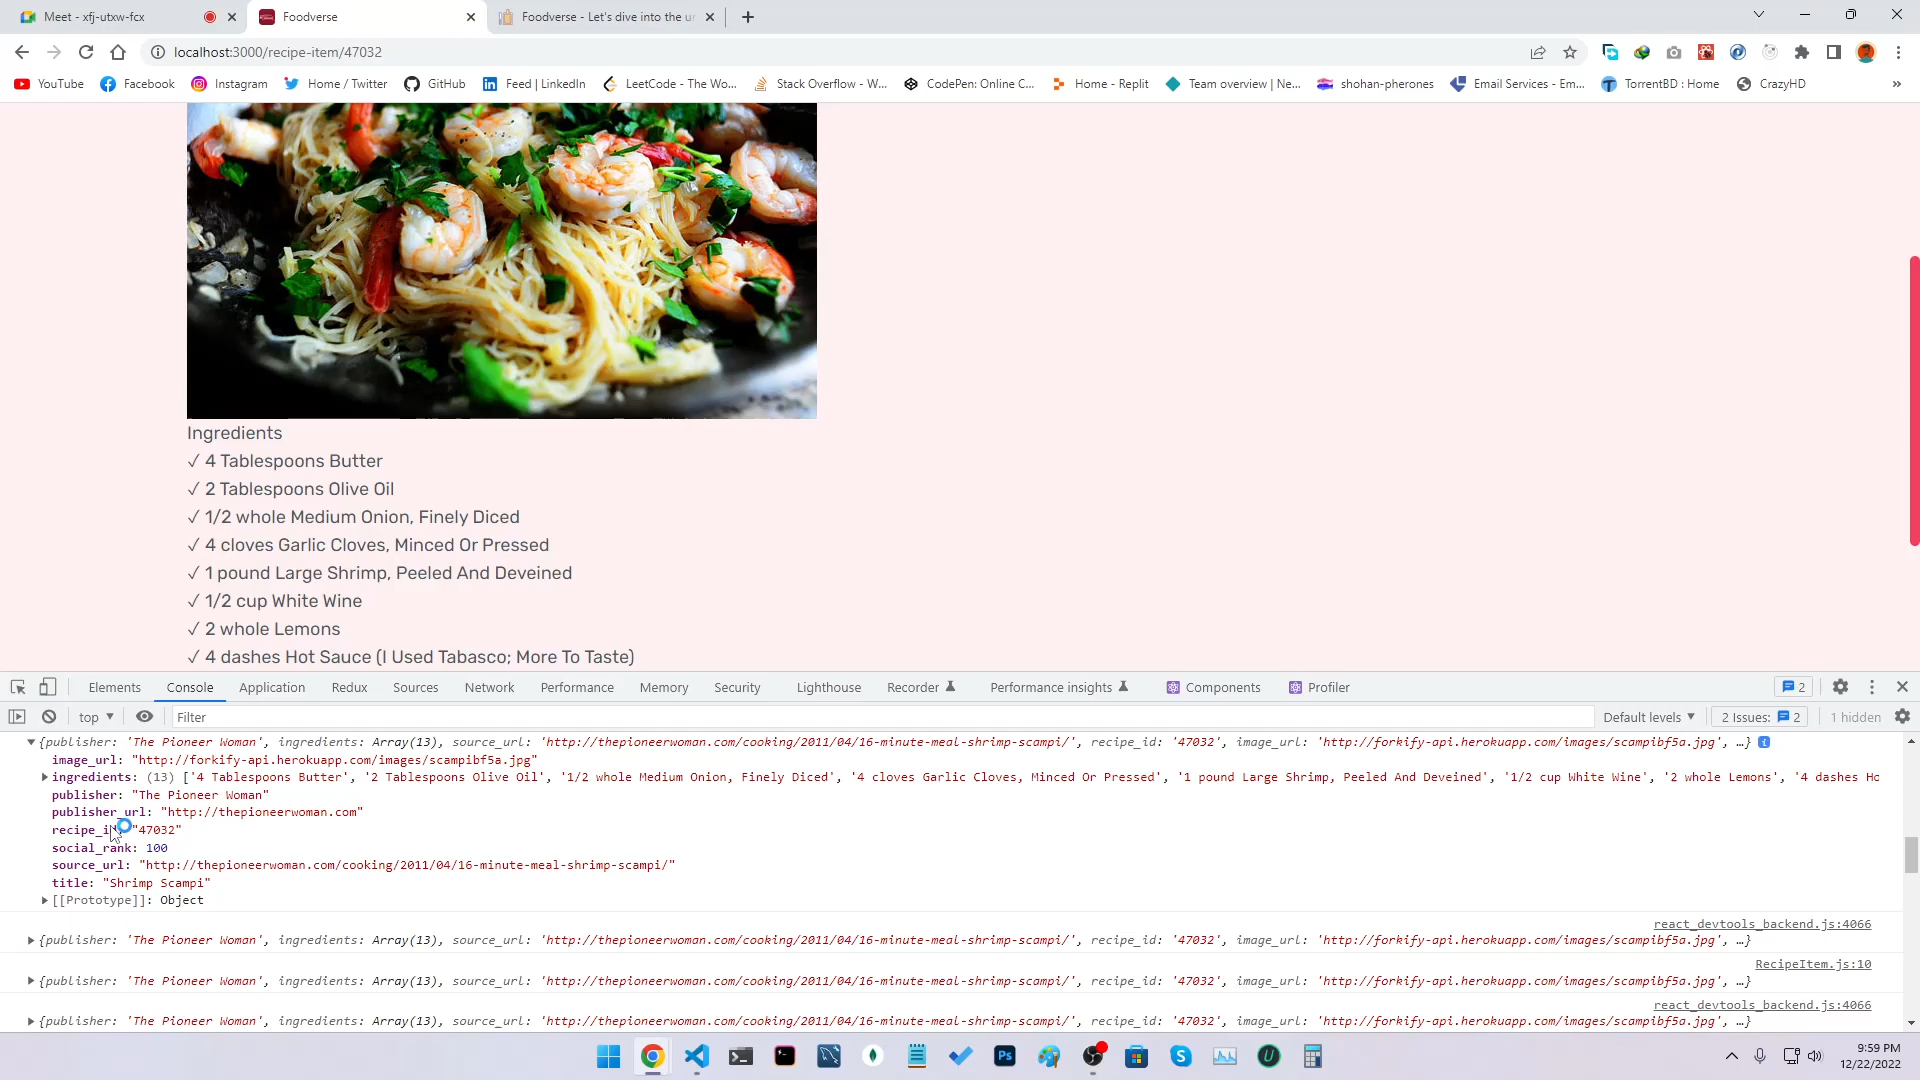 Meet - xfj-utxw-fcx
Foodverse
Foodverse - Let's dive into the u
localhost:3000/recipe-item/47032
YouTube
Facebook
Instagram
Home / Twitter
GitHub
Feed | LinkedIn
LeetCode - The Wo...
Stack Overflow - W...
CodePen: Online C...
Home - Replit
Team overview | Ne...
shohan-pherones
Email Services - Em...
TorrentBD : Home
CrazyHD
»
Ingredients
✓ 4 Tablespoons Butter
✓ 2 Tablespoons Olive Oil
✓ 1/2 whole Medium Onion, Finely Diced
✓ 4 cloves Garlic Cloves, Minced Or Pressed
✓ 1 pound Large Shrimp, Peeled And Deveined
✓ 1/2 cup White Wine
✓ 2 whole Lemons
✓ 4 dashes Hot Sauce (I Used Tabasco; More To Taste)
Elements Console Application Redux Sources Network Performance Memory Security Lighthouse Recorder Performance insights Components Profiler 2
top Filter Default levels 2 Issues: 2 1 hidden
{publisher: 'The Pioneer Woman', ingredients: Array(13), source_url: 'http://thepioneerwoman.com/cooking/2011/04/16-minute-meal-shrimp-scampi/', recipe_id: '47032', image_url: 'http://forkify-api.herokuapp.com/images/scampibf5a.jpg', …}
image_url: "http://forkify-api.herokuapp.com/images/scampibf5a.jpg"
ingredients: (13) ['4 Tablespoons Butter', '2 Tablespoons Olive Oil', '1/2 whole Medium Onion, Finely Diced', '4 cloves Garlic Cloves, Minced Or Pressed', '1 pound Large Shrimp, Peeled And Deveined', '1/2 cup White Wine', '2 whole Lemons', '4 dashes Ho
publisher: "The Pioneer Woman"
publisher_url: "http://thepioneerwoman.com"
"47032"
social_rank: 100
source_url: "http://thepioneerwoman.com/cooking/2011/04/16-minute-meal-shrimp-scampi/"
title: "Shrimp Scampi"
[[Prototype]]: Object
react_devtools_backend.js:4066
{publisher: 'The Pioneer Woman', ingredients: Array(13), source_url: 'http://thepioneerwoman.com/cooking/2011/04/16-minute-meal-shrimp-scampi/', recipe_id: '47032', image_url: 'http://forkify-api.herokuapp.com/images/scampibf5a.jpg', …}
RecipeItem.js:10
{publisher: 'The Pioneer Woman', ingredients: Array(13), source_url: 'http://thepioneerwoman.com/cooking/2011/04/16-minute-meal-shrimp-scampi/', recipe_id: '47032', image_url: 'http://forkify-api.herokuapp.com/images/scampibf5a.jpg', …}
react_devtools_backend.js:4066
{publisher: 'The Pioneer Woman', ingredients: Array(13), source_url: 'http://thepioneerwoman.com/cooking/2011/04/16-minute-meal-shrimp-scampi/', recipe_id: '47032', image_url: 'http://forkify-api.herokuapp.com/images/scampibf5a.jpg', …}
Ps
9:59 PM
12/22/2022